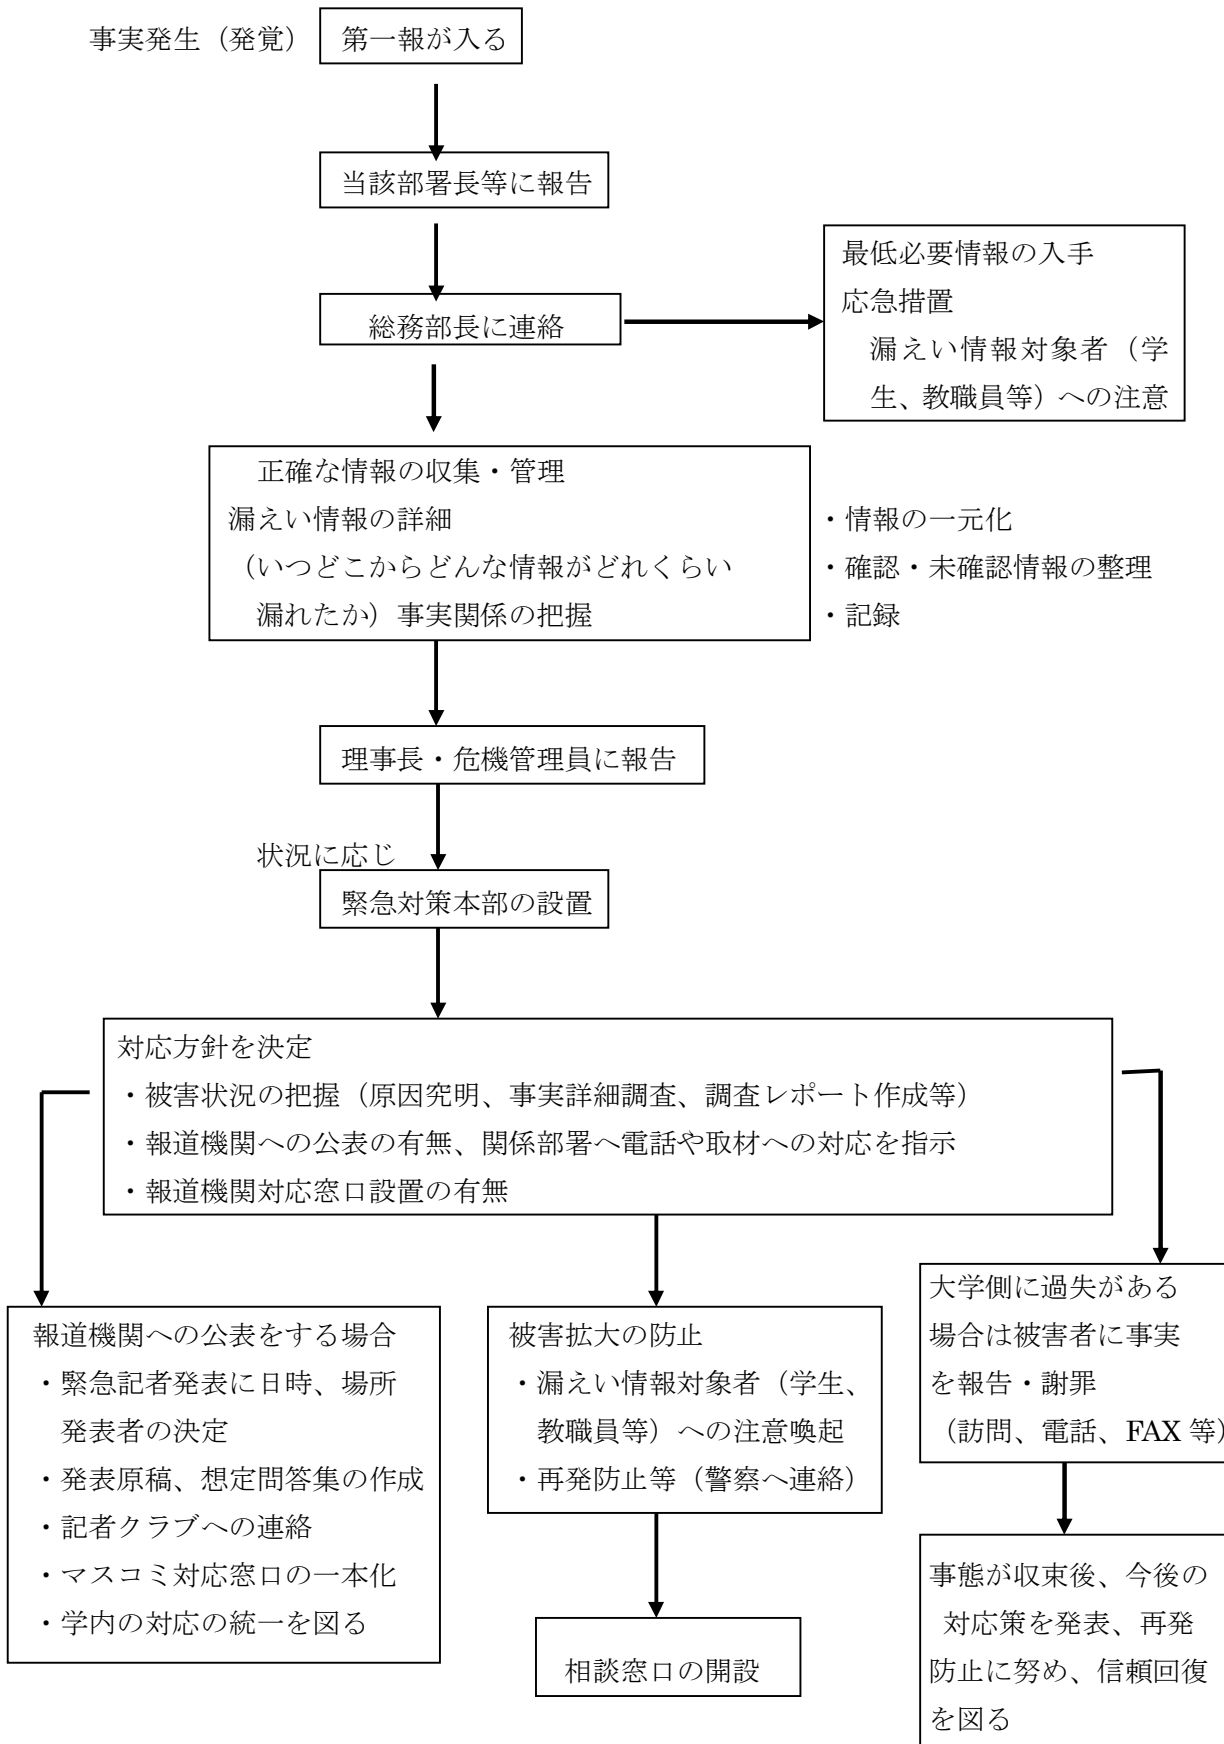 事実発生（発覚） 第一報が入る
当該部署長等に報告
総務部長に連絡
最低必要情報の入手
応急措置
漏えい情報対象者（学
生、教職員等）への注意
正確な情報の収集・管理
漏えい情報の詳細
（いつどこからどんな情報がどれくらい
漏れたか）事実関係の把握
・情報の一元化
・確認・未確認情報の整理
・記録
理事長・危機管理員に報告
状況に応じ
緊急対策本部の設置
対応方針を決定
・被害状況の把握（原因究明、事実詳細調査、調査レポート作成等）
・報道機関への公表の有無、関係部署へ電話や取材への対応を指示
・報道機関対応窓口設置の有無
報道機関への公表をする場合
・緊急記者発表に日時、場所
発表者の決定
・発表原稿、想定問答集の作成
・記者クラブへの連絡
・マスコミ対応窓口の一本化
・学内の対応の統一を図る
被害拡大の防止
・漏えい情報対象者（学生、
教職員等）への注意喚起
・再発防止等（警察へ連絡）
相談窓口の開設
大学側に過失がある
場合は被害者に事実
を報告・謝罪
（訪問、電話、FAX 等）
事態が収束後、今後の
対応策を発表、再発
防止に努め、信頼回復
を図る